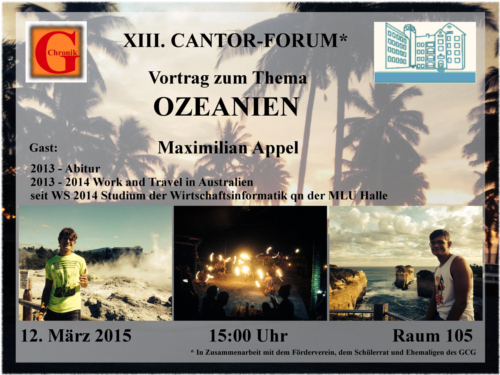 G
Chronik
XIII. CANTOR-FORUM*
Vortrag zum Thema
OZEANIEN
Gast: Maximilian Appel
2013 - Abitur
2013 - 2014 Work and Travel in Australien
seit WS 2014 Studium der Wirtschaftsinformatik qn der MLU Halle
12. März 2015 15:00 Uhr Raum 105
* In Zusammenarbeit mit dem Förderverein, dem Schülerrat und Ehemaligen des GCG